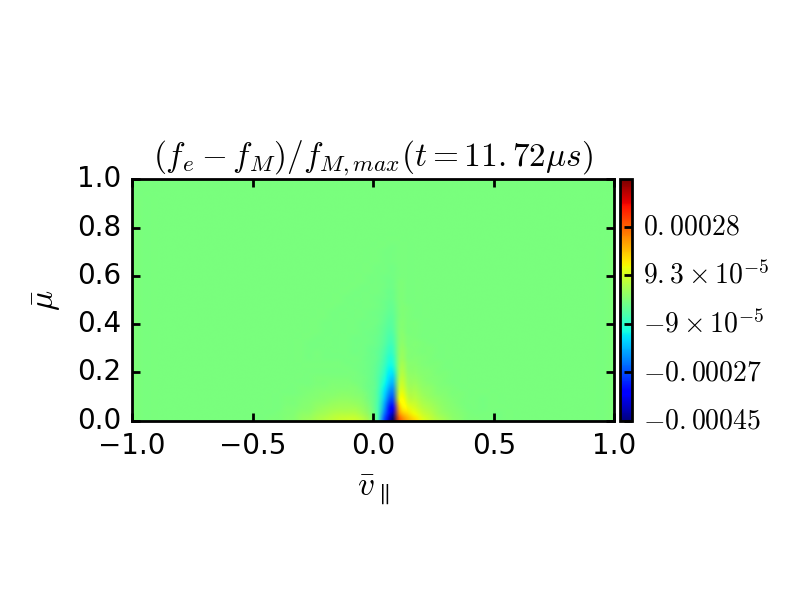 (f_e − f_M)/f_{M, max}(t = 11.72μs)
1.0
0.8
0.6
0.4
0.2
0.0
μ̄
−1.0
−0.5
0.0
0.5
1.0
v̄_∥
0.00028
9.3 × 10^{−5}
−9 × 10^{−5}
−0.00027
−0.00045